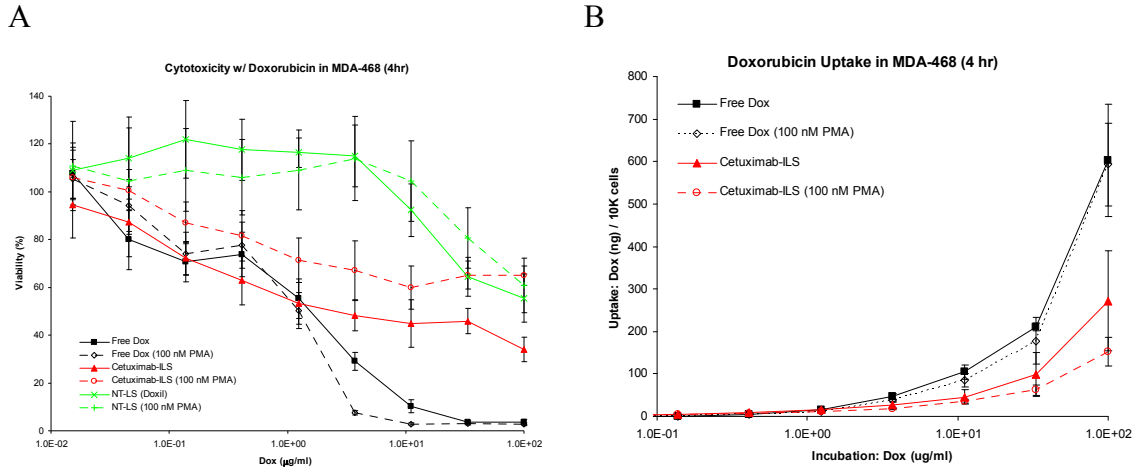 A
B
Cytotoxicity w/ Doxorubicin in MDA-468 (4hr)
140
120
100
80
60
40
20
0
Viability (%)
Free Dox
Free Dox (100 nM PMA)
Cetuximab-ILS
Cetuximab-ILS (100 nM PMA)
NT-LS (Doxil)
NT-LS (100 nM PMA)
1.0E-02
1.0E-01
1.0E+00
1.0E+01
1.0E+02
Dox (μg/ml)
Doxorubicin Uptake in MDA-468 (4 hr)
800
700
600
500
400
300
200
100
0
Uptake: Dox (ng) / 10K cells
Free Dox
Free Dox (100 nM PMA)
Cetuximab-ILS
Cetuximab-ILS (100 nM PMA)
1.0E-01
1.0E+00
1.0E+01
1.0E+02
Incubation: Dox (ug/ml)